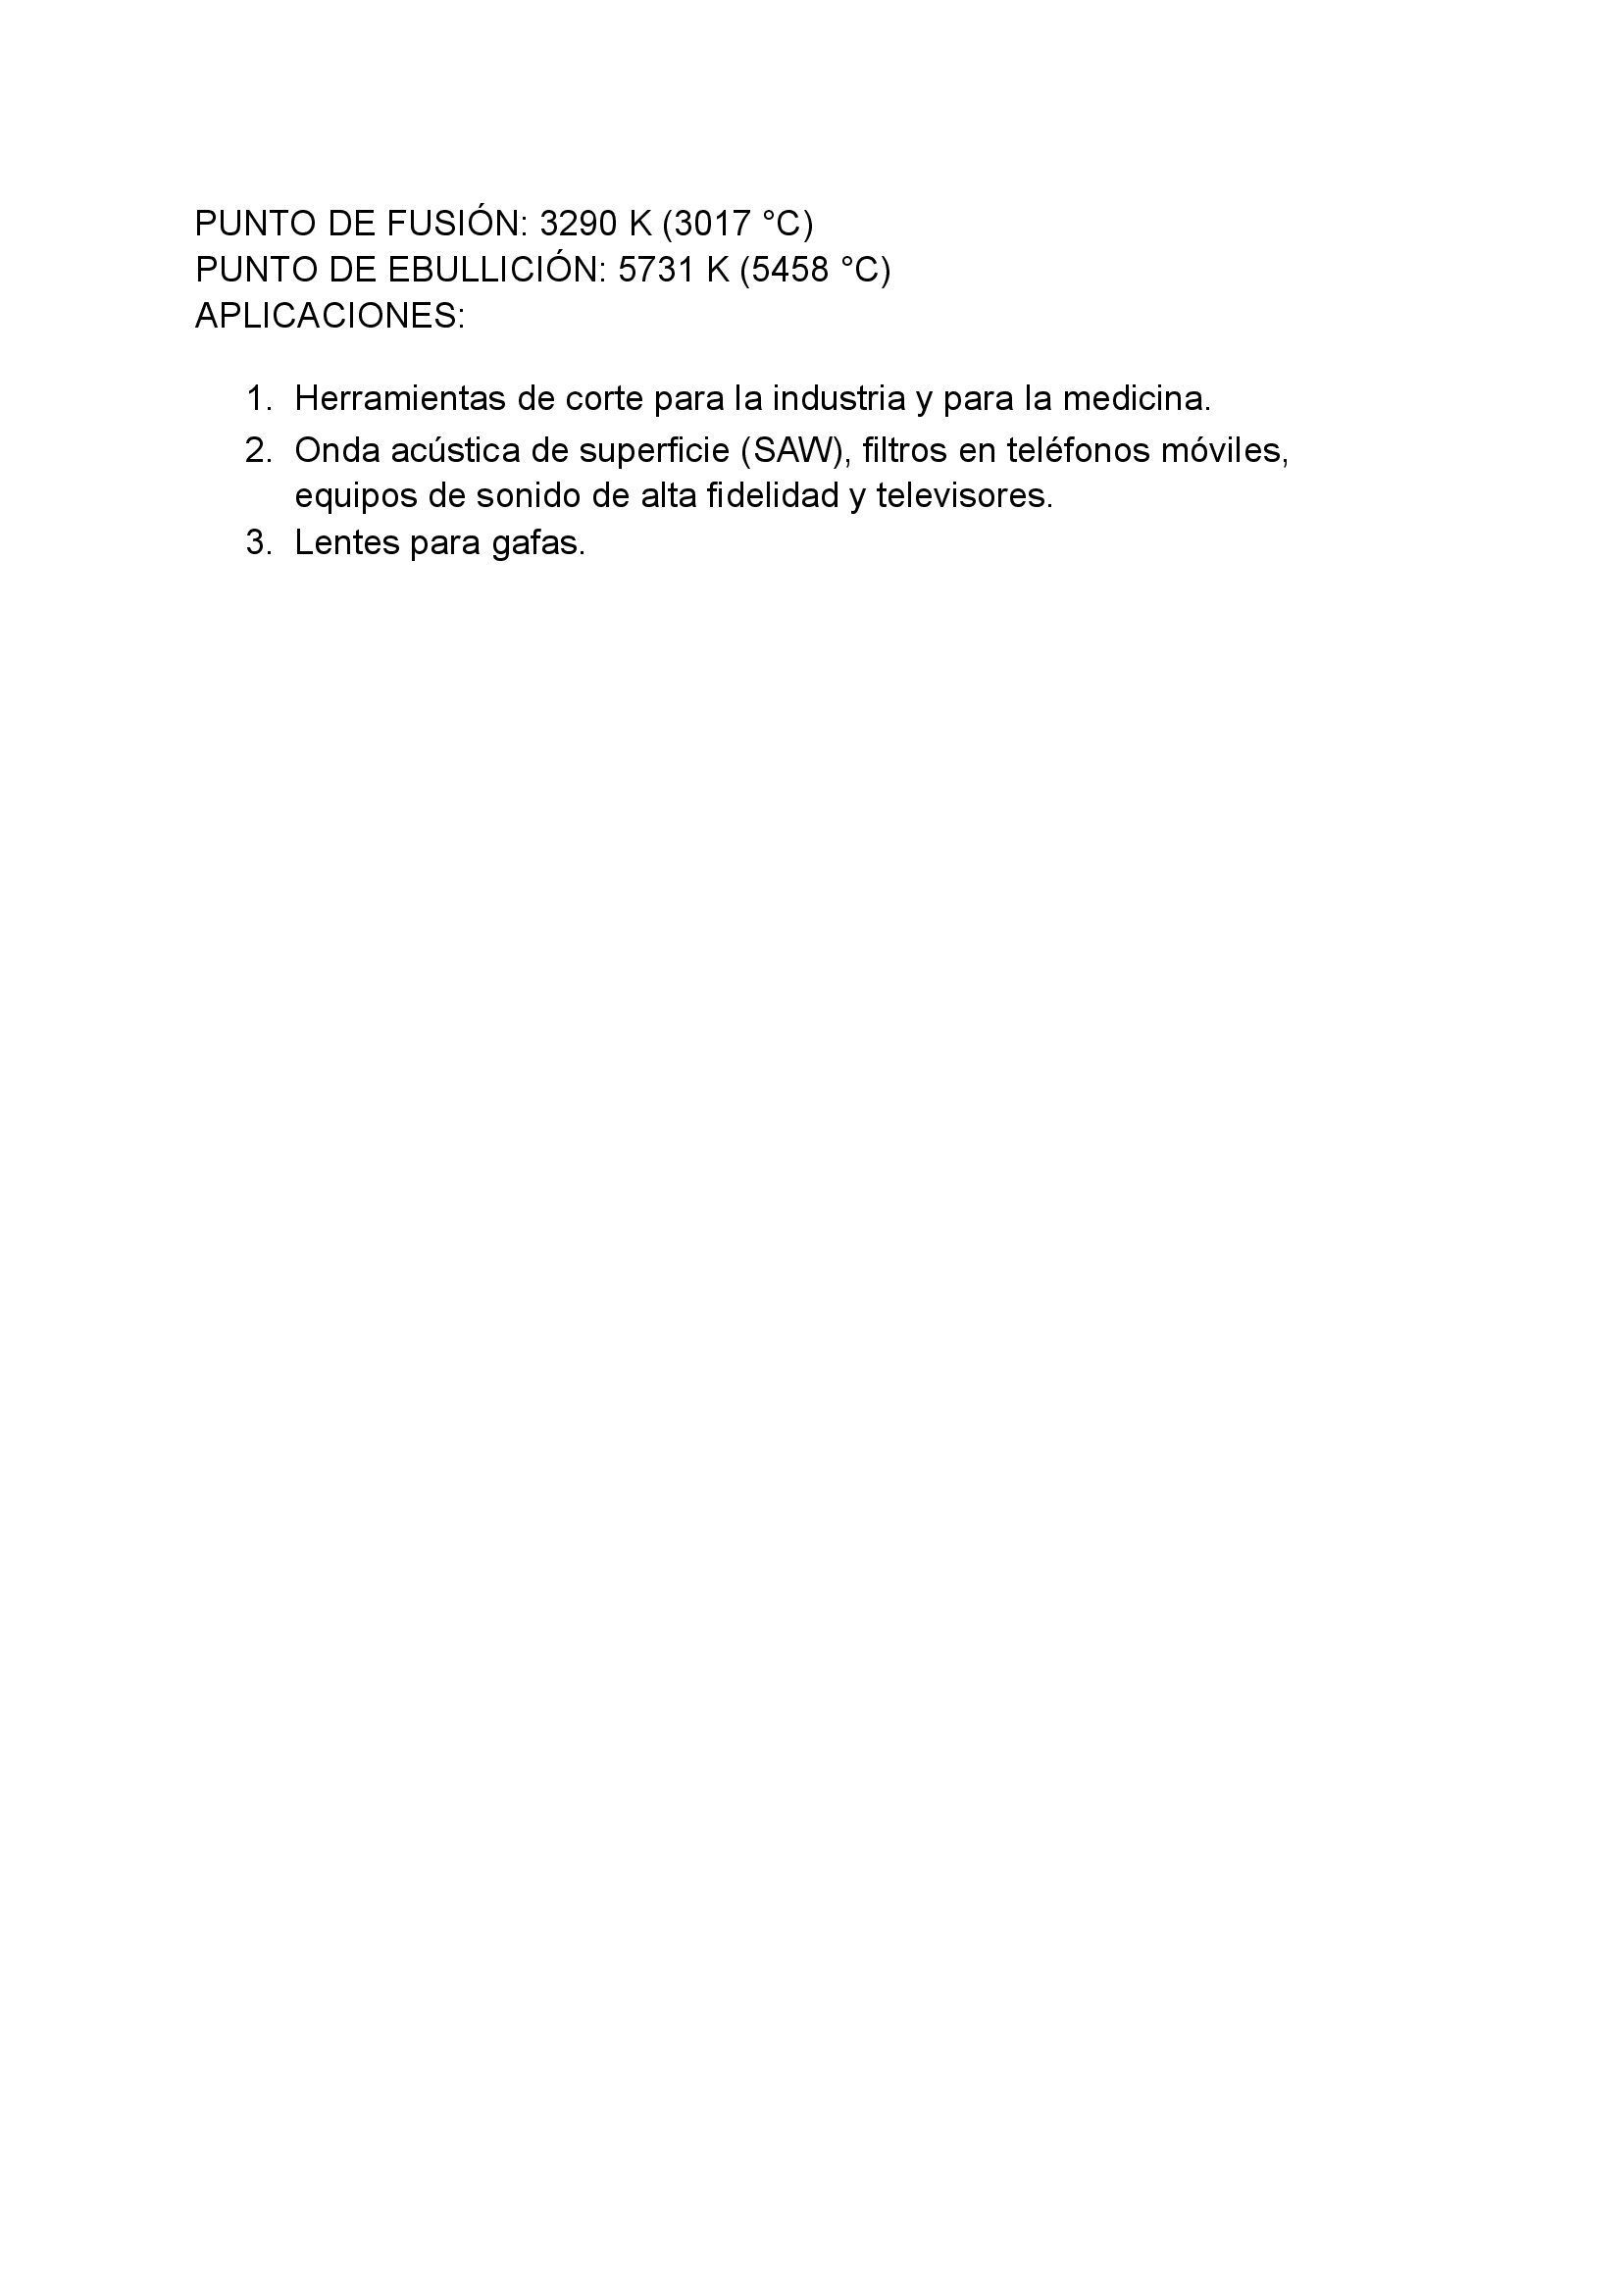 PUNTO DE FUSIÓN: 3290 K (3017 °C)
PUNTO DE EBULLICIÓN: 5731 K (5458 °C)
APLICACIONES:
1. Herramientas de corte para la industria y para la medicina.
2. Onda acústica de superficie (SAW), filtros en teléfonos móviles,
equipos de sonido de alta fidelidad y televisores.
3. Lentes para gafas.